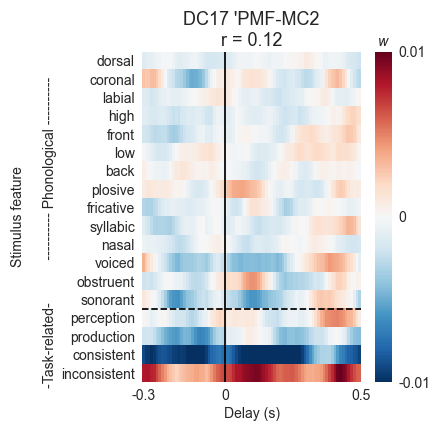 DC17 'PMF-MC2
r = 0.12
w
dorsal
coronal
labial
high
front
low
back
plosive
fricative
syllabic
nasal
voiced
obstruent
sonorant
perception
production
consistent
inconsistent
Stimulus feature
-Task-related- ----------- Phonological -----------
0.01
0
-0.01
-0.3 0 0.5
Delay (s)